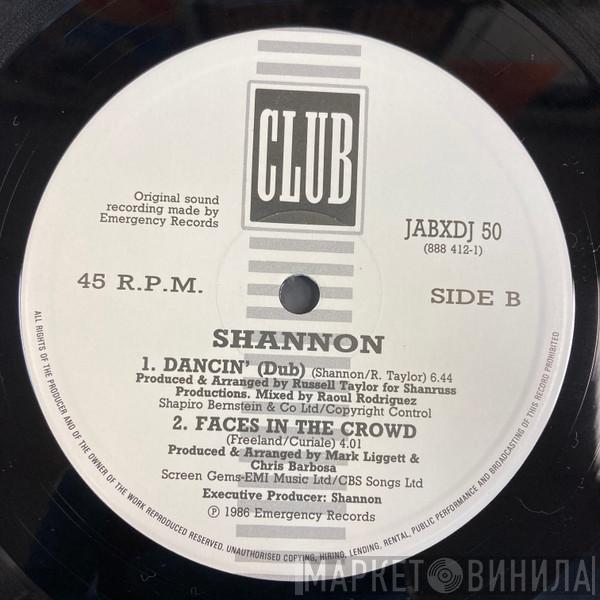 CLUB
Original sound
recording made by
Emergency Records
JABXDJ 50
(888 412-1)
45 R.P.M.
SIDE B
SHANNON
1. DANCIN' (Dub) (Shannon/R. Taylor) 6.44
Produced & Arranged by Russell Taylor for Shanruss
Productions. Mixed by Raoul Rodriguez
Shapiro Bernstein & Co Ltd/Copyright Control
2. FACES IN THE CROWD
(Freeland/Curiale) 4.01
Produced & Arranged by Mark Liggett &
Chris Barbosa
Screen Gems-EMI Music Ltd/CBS Songs Ltd
Executive Producer: Shannon
℗ 1986 Emergency Records
ALL RIGHTS OF THE PRODUCER AND OF THE OWNER OF THE WORK REPRODUCED RESERVED. UNAUTHORISED COPYING, HIRING, LENDING, RENTAL, PUBLIC PERFORMANCE AND BROADCASTING OF THIS RECORD PROHIBITED
МАРКЕТ ВИНИЛА